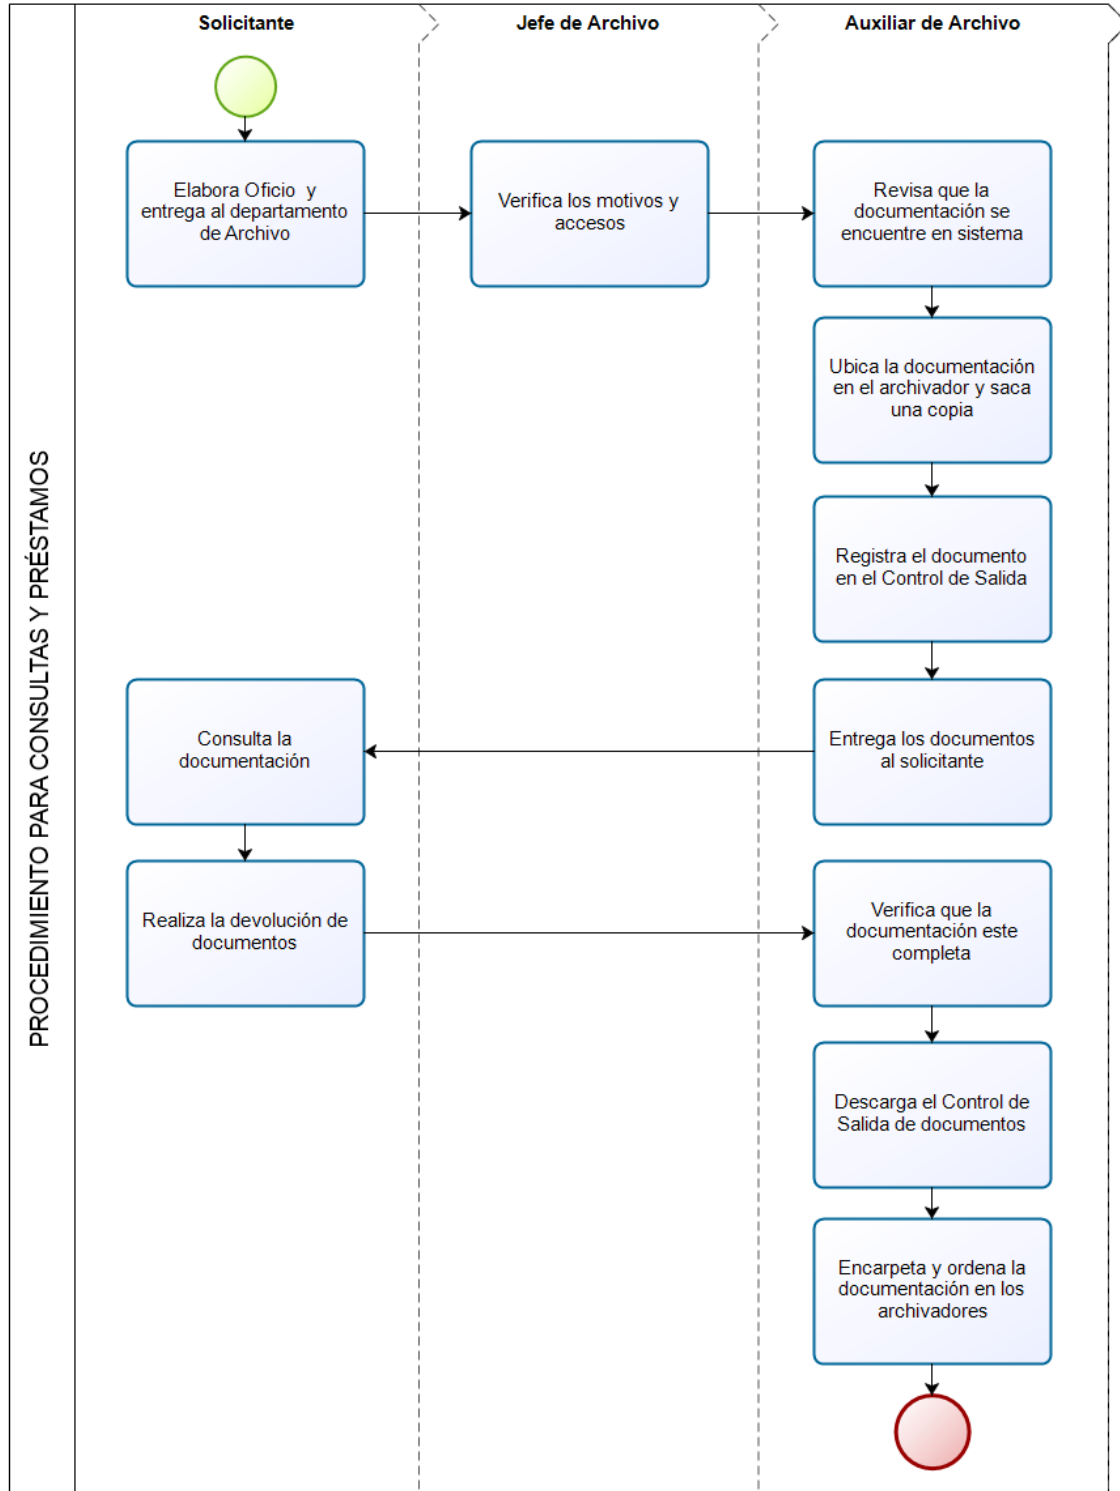 PROCEDIMIENTO PARA CONSULTAS Y PRÉSTAMOS
Solicitante
Jefe de Archivo
Auxiliar de Archivo
Elabora Oficio y
entrega al departamento
de Archivo
Verifica los motivos y
accesos
Revisa que la
documentación se
encuentre en sistema
Ubica la documentación
en el archivador y saca
una copia
Registra el documento
en el Control de Salida
Entrega los documentos
al solicitante
Consulta la
documentación
Realiza la devolución de
documentos
Verifica que la
documentación este
completa
Descarga el Control de
Salida de documentos
Encarpeta y ordena la
documentación en los
archivadores